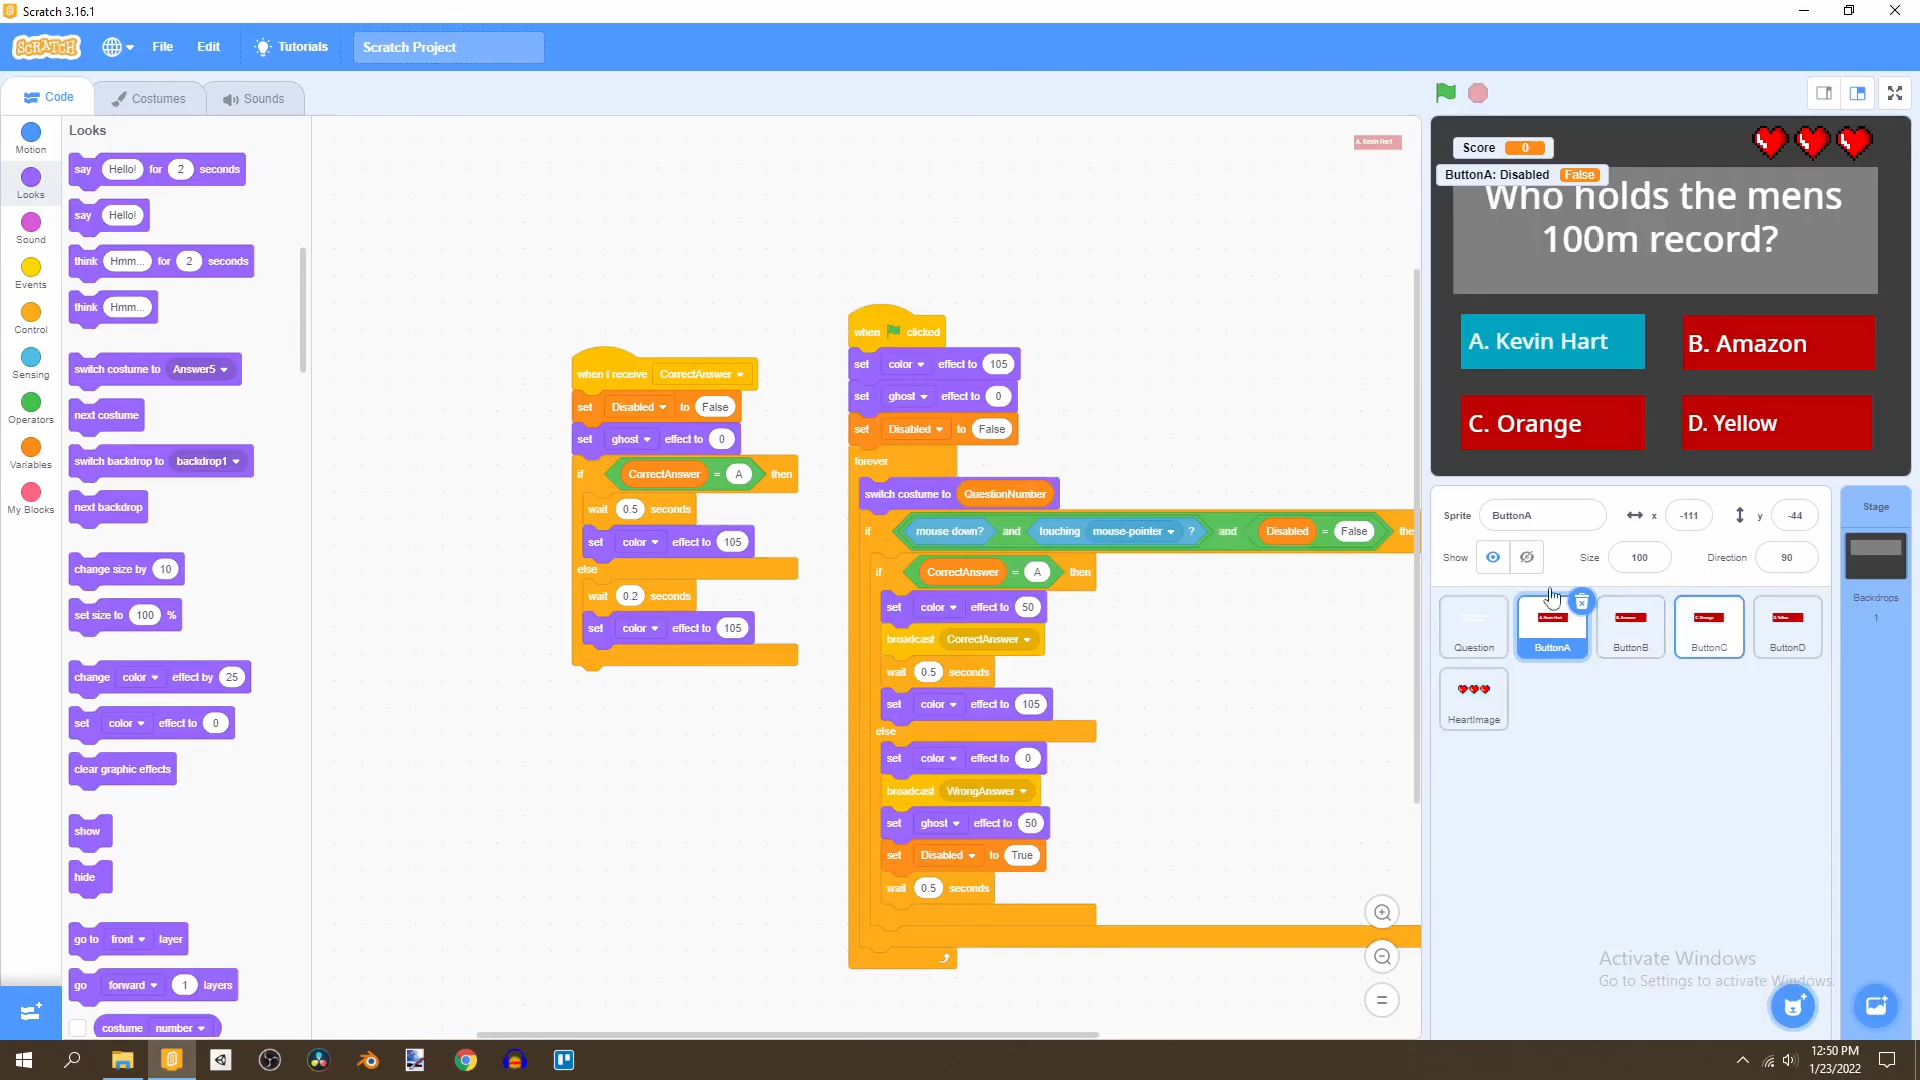 Scratch 3.16.1
SCRATCH
File
Edit
Tutorials
Scratch Project
Code
Costumes
Sounds
Motion
Looks
Sound
Events
Control
Sensing
Operators
Variables
My Blocks
Looks
say Hello! for 2 seconds
say Hello!
think Hmm... for 2 seconds
think Hmm...
switch costume to Answer5
next costume
switch backdrop to backdrop1
next backdrop
change size by 10
set size to 100 %
change color effect by 25
set color effect to 0
clear graphic effects
show
hide
go to front layer
go forward 1 layers
costume number
A. Kevin Hart
when I receive CorrectAnswer
set Disabled to False
set ghost effect to 0
if CorrectAnswer = A then
wait 0.5 seconds
set color effect to 105
else
wait 0.2 seconds
set color effect to 105
when clicked
set color effect to 105
set ghost effect to 0
set Disabled to False
forever
switch costume to QuestionNumber
if mouse down? and touching mouse-pointer ? and Disabled = False the
if CorrectAnswer = A then
set color effect to 50
broadcast CorrectAnswer
wait 0.5 seconds
set color effect to 105
else
set color effect to 0
broadcast WrongAnswer
set ghost effect to 50
set Disabled to True
wait 0.5 seconds
Score 0
ButtonA: Disabled False
Who holds the mens
100m record?
A. Kevin Hart
B. Amazon
C. Orange
D. Yellow
Sprite ButtonA x -111 y -44
Show Size 100 Direction 90
Question
A. Kevin Hart
ButtonA
B. Amazon
ButtonB
C. Orange
ButtonC
D. Yellow
ButtonD
HeartImage
Stage
Backdrops
1
Activate Windows
Go to Settings to activate Windows.
12:50 PM
1/23/2022